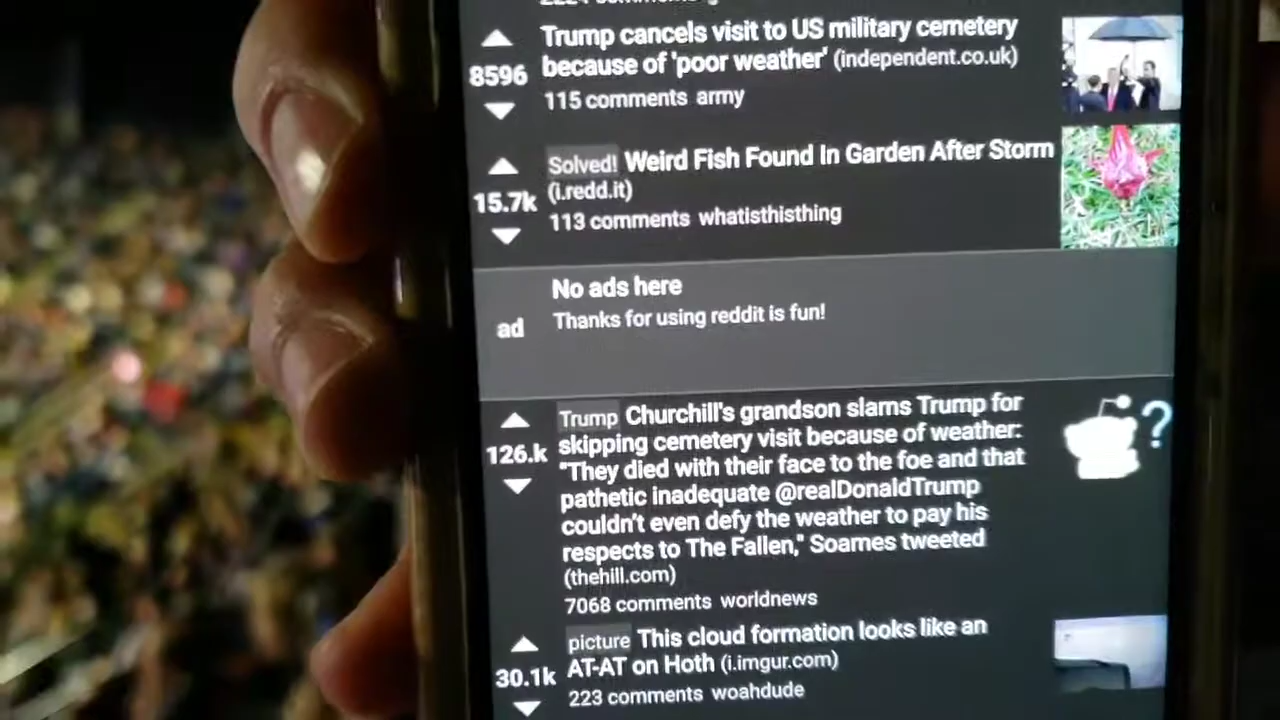 Trump cancels visit to US military cemetery
8596
because of 'poor weather' (independent.co.uk)
115 comments army
Solved! Weird Fish Found In Garden After Storm
15.7k
(i.redd.it)
113 comments whatisthisthing
No ads here
ad
Thanks for using reddit is fun!
Trump Churchill's grandson slams Trump for
126.k
skipping cemetery visit because of weather:
"They died with their face to the foe and that
pathetic inadequate @realDonaldTrump
couldn't even defy the weather to pay his
respects to The Fallen," Soames tweeted
(thehill.com)
7068 comments worldnews
picture This cloud formation looks like an
30.1k
AT-AT on Hoth (i.imgur.com)
223 comments woahdude